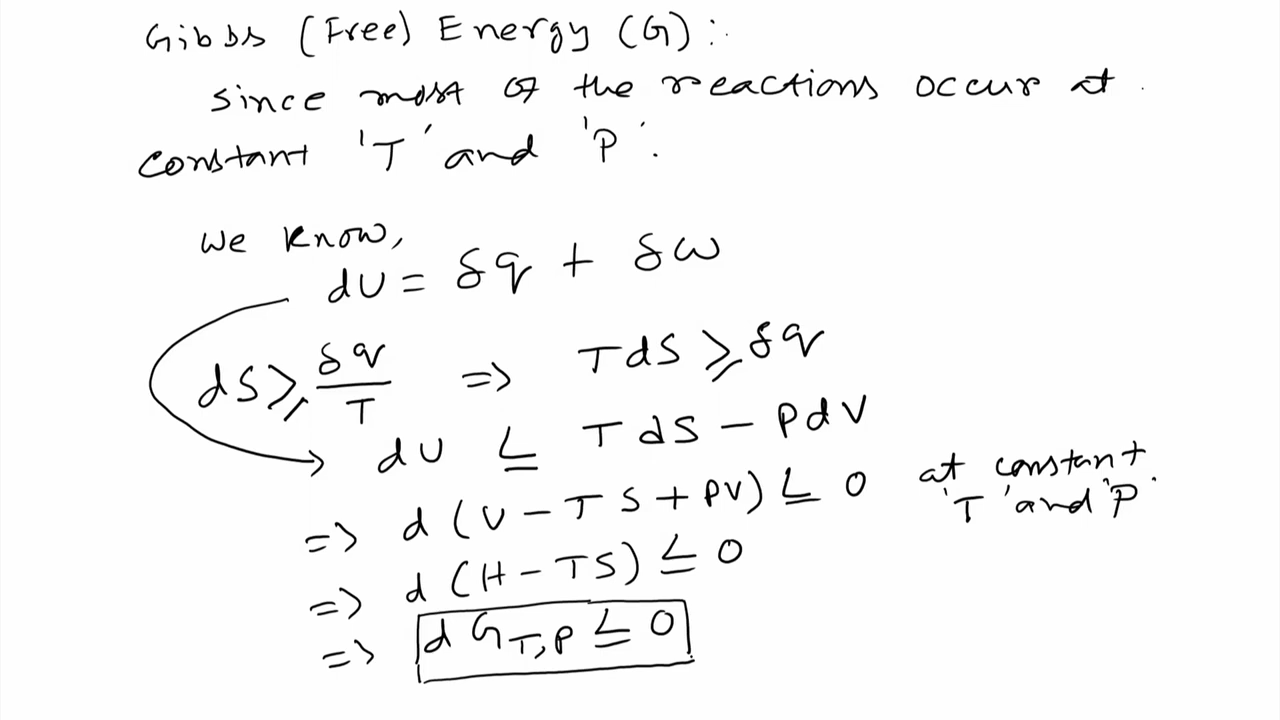 Gibbs (Free) Energy (G):
Since most of the reactions occur at
constant 'T' and 'P'.
We know,
dU = δq + δw
dS ≥ δq/T => TdS ≥ δq
dU ≤ TdS - PdV
=> d(U - TS + PV) ≤ 0 at constant 'T' and 'P'
=> d(H - TS) ≤ 0
=> dG_T,P ≤ 0